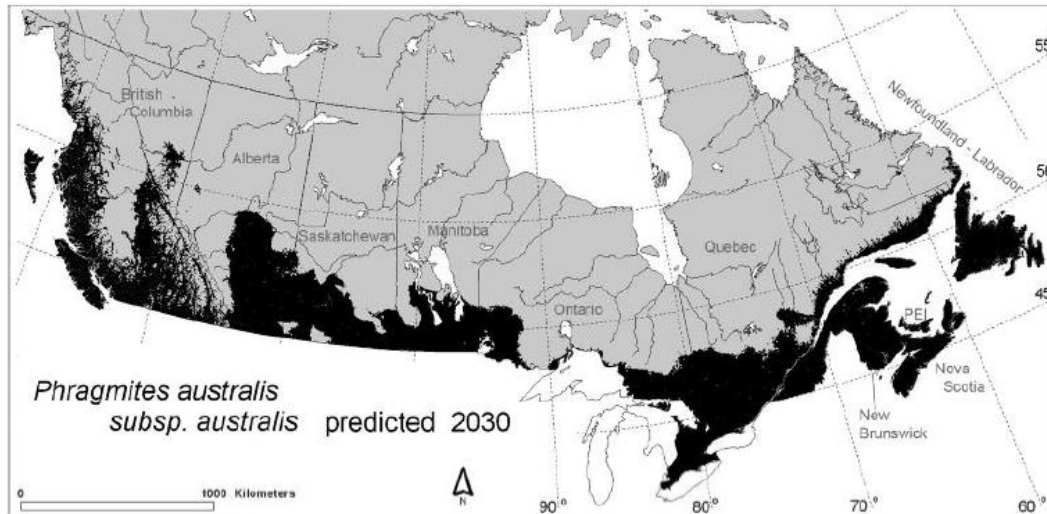 55
British
Columbia
Newfoundland - Labrador
Alberta
50
Saskatchewan
Manitoba
Quebec
45
Ontario
PEI
Phragmites australis
subsp. australis predicted 2030
Nova
Scotia
New
Brunswick
0
1000 Kilometers
N
90°
80°
70°
60°